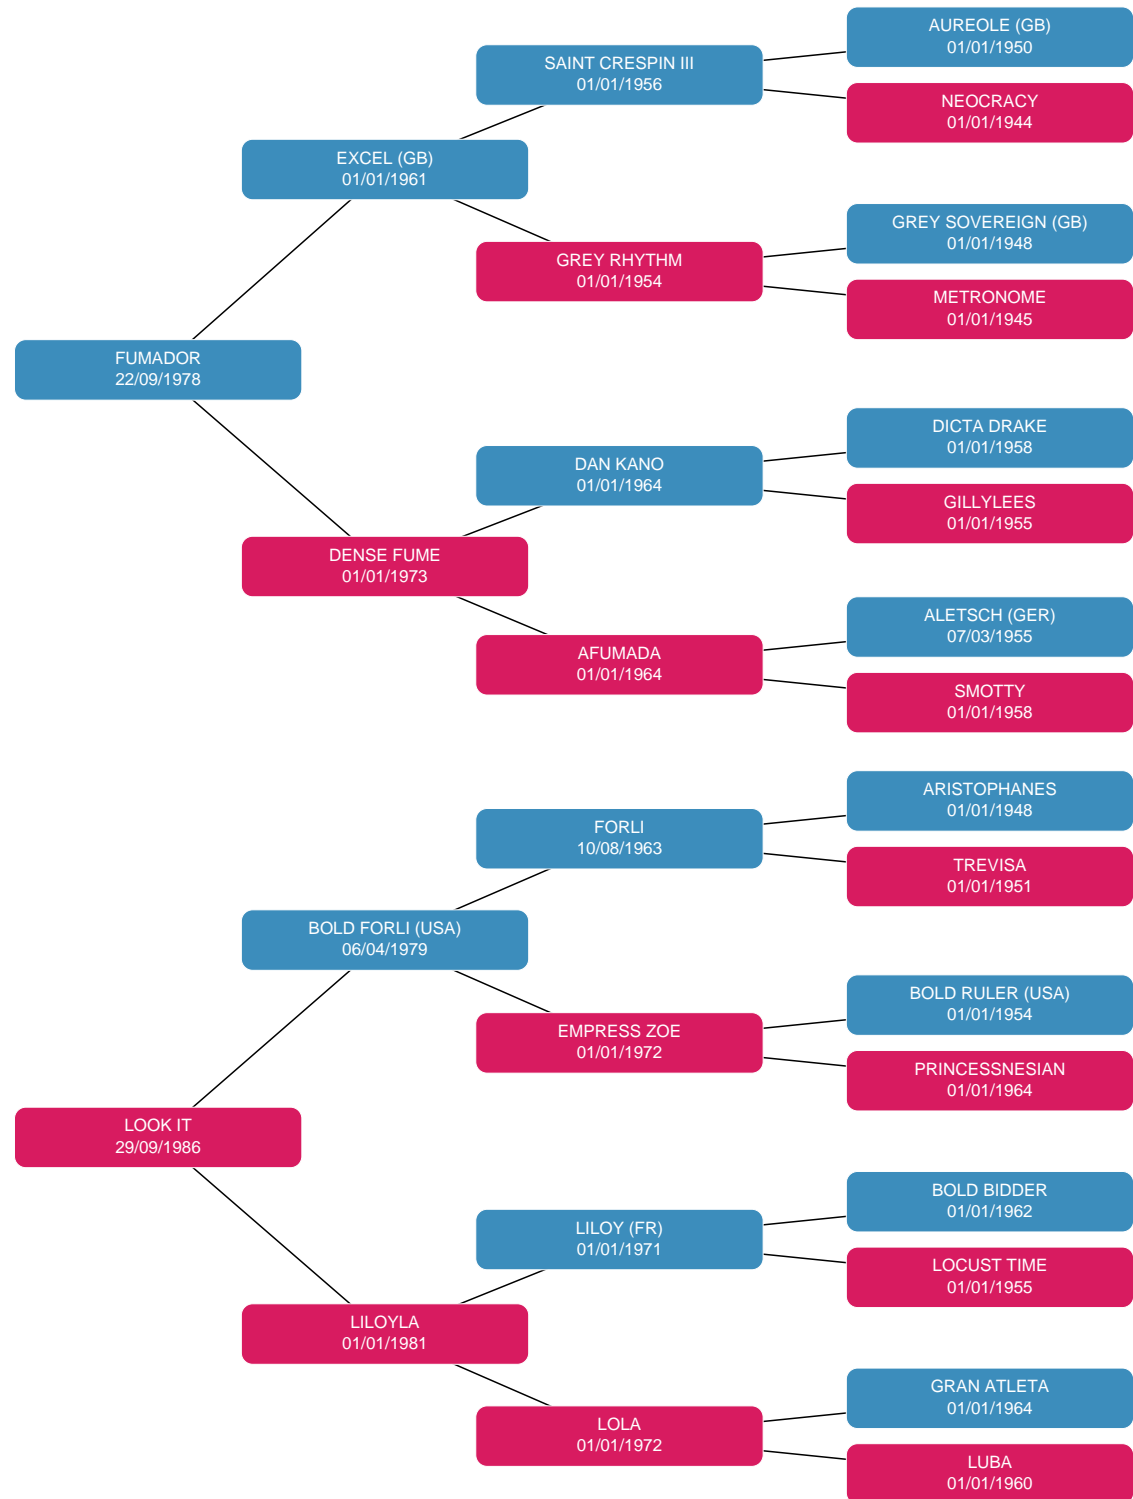 AUREOLE (GB)
01/01/1950
SAINT CRESPIN III
01/01/1956
NEOCRACY
01/01/1944
EXCEL (GB)
01/01/1961
GREY SOVEREIGN (GB)
01/01/1948
GREY RHYTHM
01/01/1954
METRONOME
01/01/1945
FUMADOR
22/09/1978
DICTA DRAKE
01/01/1958
DAN KANO
01/01/1964
GILLYLEES
01/01/1955
DENSE FUME
01/01/1973
ALETSCH (GER)
07/03/1955
AFUMADA
01/01/1964
SMOTTY
01/01/1958
ARISTOPHANES
01/01/1948
FORLI
10/08/1963
TREVISA
01/01/1951
BOLD FORLI (USA)
06/04/1979
BOLD RULER (USA)
01/01/1954
EMPRESS ZOE
01/01/1972
PRINCESSNESIAN
01/01/1964
LOOK IT
29/09/1986
BOLD BIDDER
01/01/1962
LILOY (FR)
01/01/1971
LOCUST TIME
01/01/1955
LILOYLA
01/01/1981
GRAN ATLETA
01/01/1964
LOLA
01/01/1972
LUBA
01/01/1960